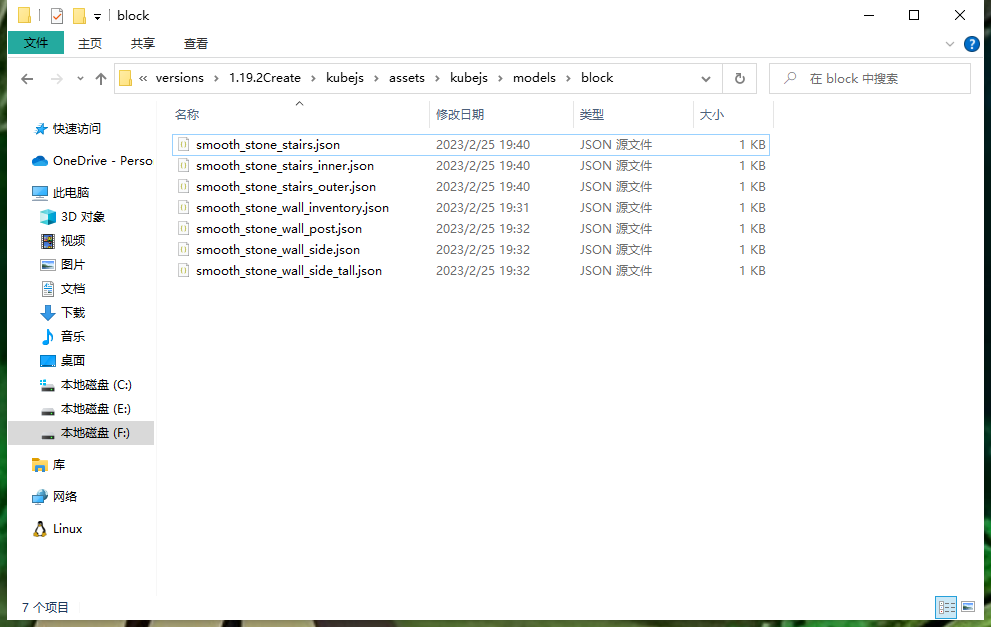 block
文件 主页 共享 查看
« versions › 1.19.2Create › kubejs › assets › kubejs › models › block
在 block 中搜索
名称 修改日期 类型 大小
快速访问
OneDrive - Perso
此电脑
3D 对象
视频
图片
文档
下载
音乐
桌面
本地磁盘 (C:)
本地磁盘 (E:)
本地磁盘 (F:)
库
网络
Linux
smooth_stone_stairs.json 2023/2/25 19:40 JSON 源文件 1 KB
smooth_stone_stairs_inner.json 2023/2/25 19:40 JSON 源文件 1 KB
smooth_stone_stairs_outer.json 2023/2/25 19:40 JSON 源文件 1 KB
smooth_stone_wall_inventory.json 2023/2/25 19:31 JSON 源文件 1 KB
smooth_stone_wall_post.json 2023/2/25 19:32 JSON 源文件 1 KB
smooth_stone_wall_side.json 2023/2/25 19:32 JSON 源文件 1 KB
smooth_stone_wall_side_tall.json 2023/2/25 19:32 JSON 源文件 1 KB
7 个项目